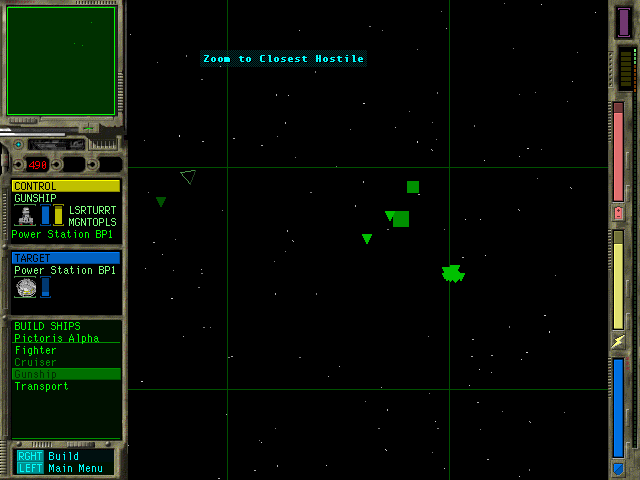 Zoom to Closest Hostile
490
CONTROL
GUNSHIP
LSRTURRT
MGNTOPLS
Power Station BP1
TARGET
Power Station BP1
BUILD SHIPS
Pictoris Alpha
Fighter
Cruiser
Gunship
Transport
RGHT Build
LEFT Main Menu